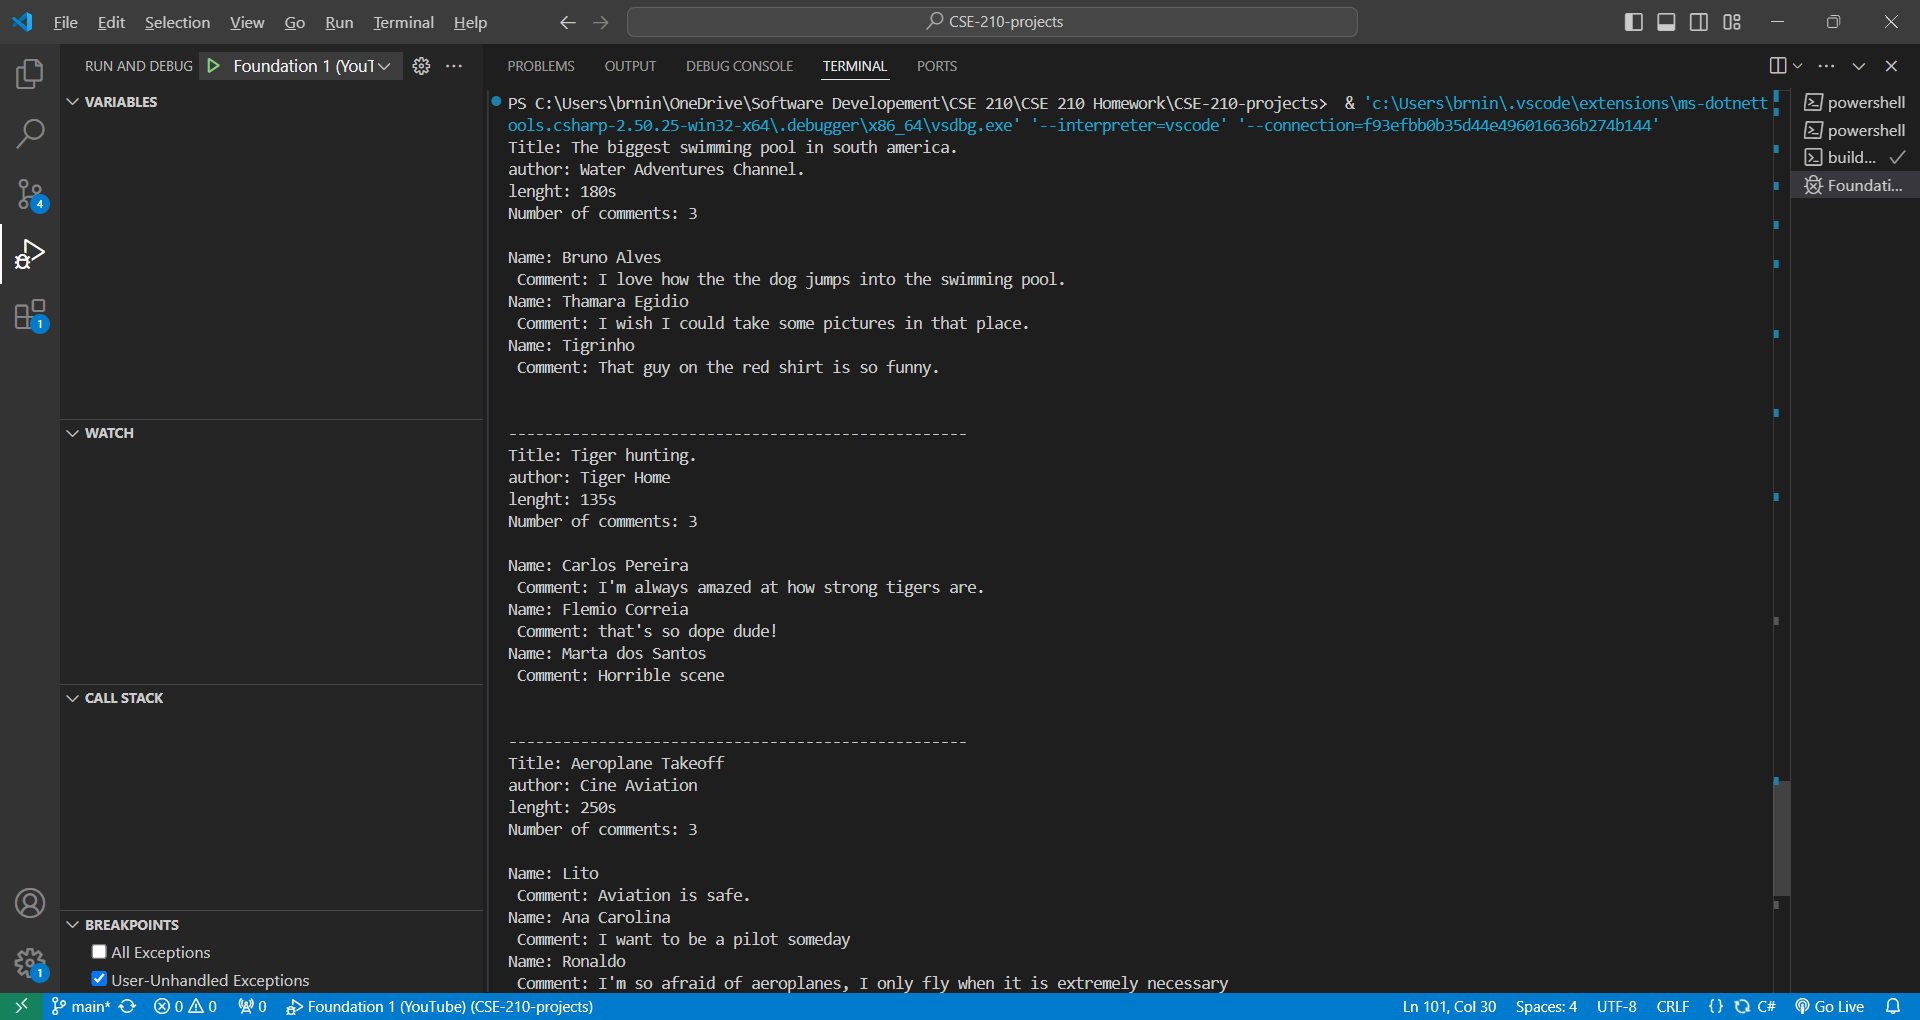 File Edit Selection View Go Run Terminal Help
CSE-210-projects
RUN AND DEBUG Foundation 1 (YouT
VARIABLES
WATCH
CALL STACK
BREAKPOINTS
All Exceptions
User-Unhandled Exceptions
4
1
1
PROBLEMS OUTPUT DEBUG CONSOLE TERMINAL PORTS
PS C:\Users\brnin\OneDrive\Software Developement\CSE 210\CSE 210 Homework\CSE-210-projects>  & 'c:\Users\brnin\.vscode\extensions\ms-dotnett
ools.csharp-2.50.25-win32-x64\.debugger\x86_64\vsdbg.exe' '--interpreter=vscode' '--connection=f93efbb0b35d44e496016636b274b144'
Title: The biggest swimming pool in south america.
author: Water Adventures Channel.
lenght: 180s
Number of comments: 3
Name: Bruno Alves
Comment: I love how the the dog jumps into the swimming pool.
Name: Thamara Egidio
Comment: I wish I could take some pictures in that place.
Name: Tigrinho
Comment: That guy on the red shirt is so funny.
---------------------------------------------------
Title: Tiger hunting.
author: Tiger Home
lenght: 135s
Number of comments: 3
Name: Carlos Pereira
Comment: I'm always amazed at how strong tigers are.
Name: Flemio Correia
Comment: that's so dope dude!
Name: Marta dos Santos
Comment: Horrible scene
---------------------------------------------------
Title: Aeroplane Takeoff
author: Cine Aviation
lenght: 250s
Number of comments: 3
Name: Lito
Comment: Aviation is safe.
Name: Ana Carolina
Comment: I want to be a pilot someday
Name: Ronaldo
Comment: I'm so afraid of aeroplanes, I only fly when it is extremely necessary
powershell
powershell
build...
Foundati...
main* 0 0 0 Foundation 1 (YouTube) (CSE-210-projects) Ln 101, Col 30 Spaces: 4 UTF-8 CRLF {} C# Go Live